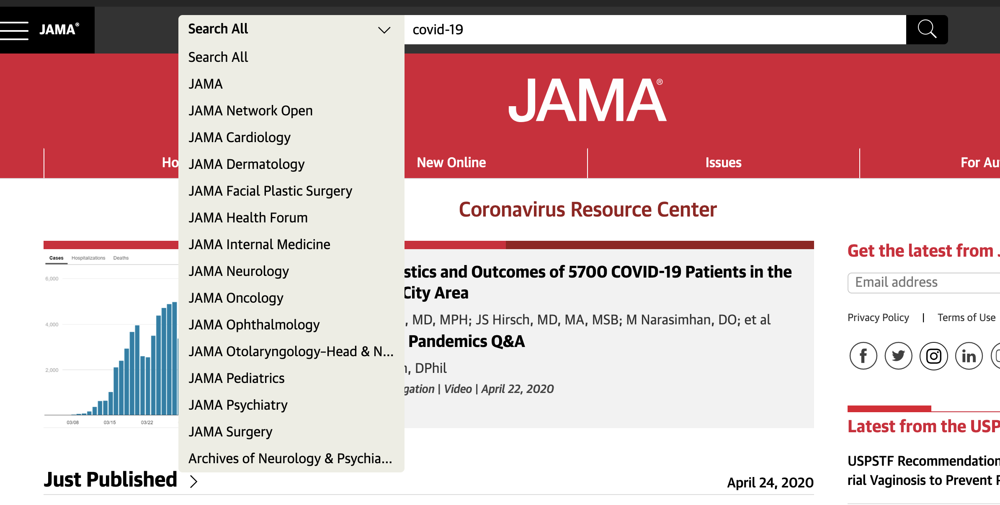 JAMA®
Search All
covid-19
Search All
JAMA
JAMA Network Open
JAMA Cardiology
JAMA Dermatology
JAMA Facial Plastic Surgery
JAMA Health Forum
JAMA Internal Medicine
JAMA Neurology
JAMA Oncology
JAMA Ophthalmology
JAMA Otolaryngology–Head & N...
JAMA Pediatrics
JAMA Psychiatry
JAMA Surgery
Archives of Neurology & Psychia...
JAMA®
Ho
New Online
Issues
For Au
Coronavirus Resource Center
Cases Hospitalizations Deaths
6,000
4,000
2,000
03/08 03/15 03/22
stics and Outcomes of 5700 COVID-19 Patients in the
City Area
, MD, MPH; JS Hirsch, MD, MA, MSB; M Narasimhan, DO; et al
Pandemics Q&A
, DPhil
gation | Video | April 22, 2020
Get the latest from
Email address
Privacy Policy | Terms of Use
Latest from the USP
USPSTF Recommendation
rial Vaginosis to Prevent
Just Published
April 24, 2020